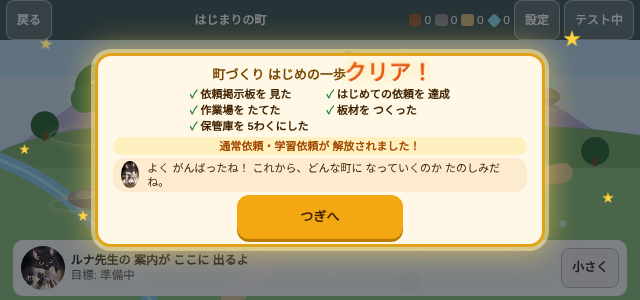 戻る
はじまりの町
0 0 0 0
設定
テスト中
町づくり はじめの一歩クリア！
✓依頼掲示板を 見た
✓はじめての依頼を 達成
✓作業場を たてた
✓板材を つくった
✓保管庫を 5わくにした
通常依頼・学習依頼が 解放されました！
よく がんばったね！ これから、どんな町に なっていくのか たのしみだ
ね。
つぎへ
ルナ先生の 案内が ここに 出るよ
目標: 準備中
小さく